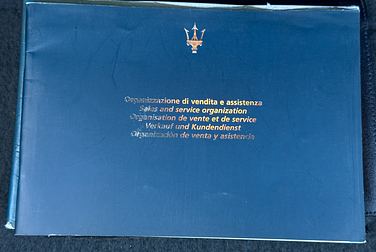 Organizzazione di vendita e assistenza
Sales and service organization
Organisation de vente et de service
Verkauf und Kundendienst
Organización de venta y asistencia